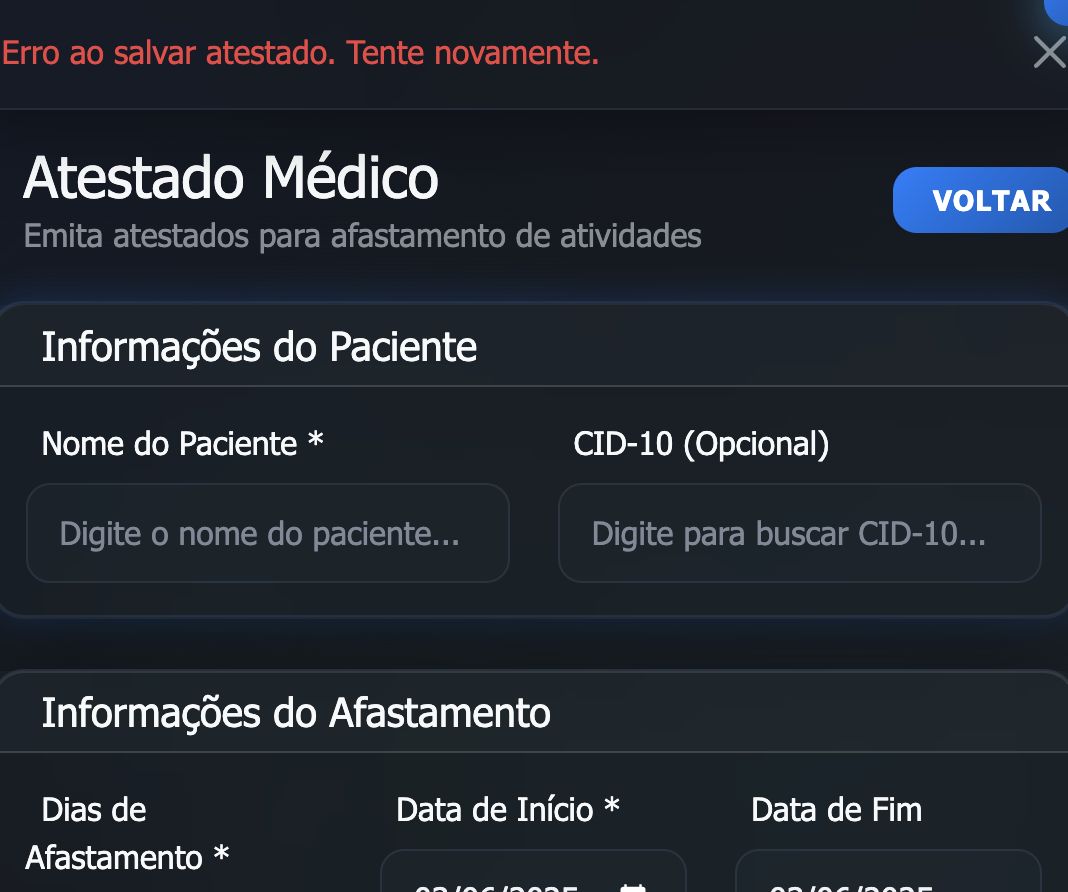 Erro ao salvar atestado. Tente novamente.
Atestado Médico
VOLTAR
Emita atestados para afastamento de atividades
Informações do Paciente
Nome do Paciente *
CID-10 (Opcional)
Digite o nome do paciente...
Digite para buscar CID-10...
Informações do Afastamento
Dias de
Afastamento *
Data de Início *
Data de Fim